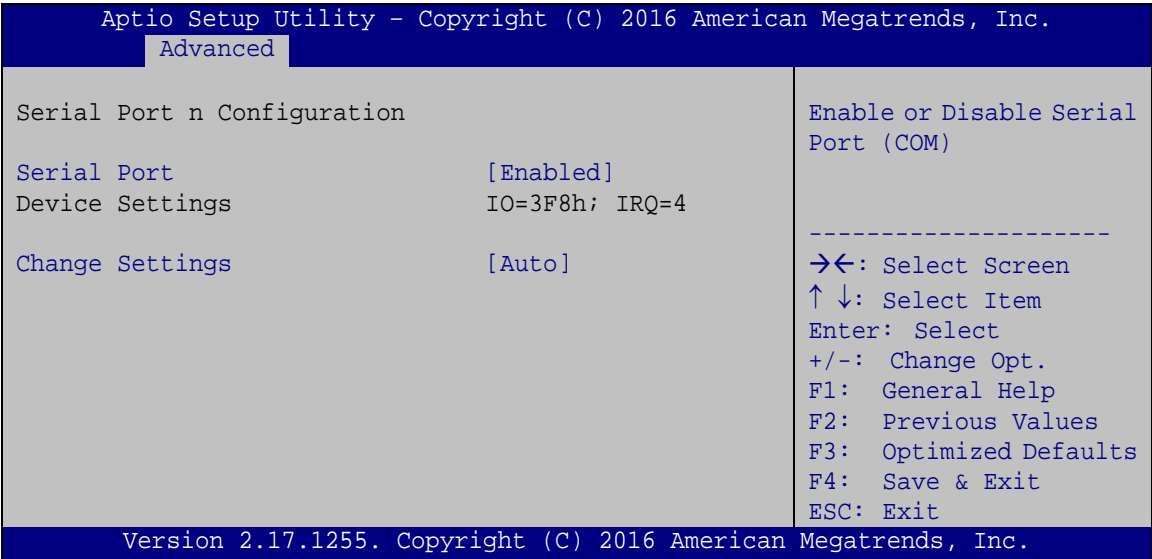 Aptio Setup Utility – Copyright (C) 2016 American Megatrends, Inc.
Advanced
Serial Port n Configuration
Serial Port [Enabled]
Device Settings IO=3F8h; IRQ=4
Change Settings [Auto]
Enable or Disable Serial
Port (COM)
---------------------
→←: Select Screen
↑ ↓: Select Item
Enter: Select
+/-: Change Opt.
F1: General Help
F2: Previous Values
F3: Optimized Defaults
F4: Save & Exit
ESC: Exit
Version 2.17.1255. Copyright (C) 2016 American Megatrends, Inc.